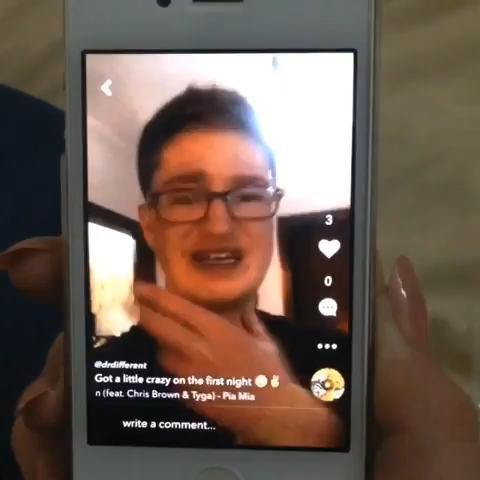 3
0
@drdifferent
Got a little crazy on the first night
n (feat. Chris Brown & Tyga) - Pia Mia
write a comment...